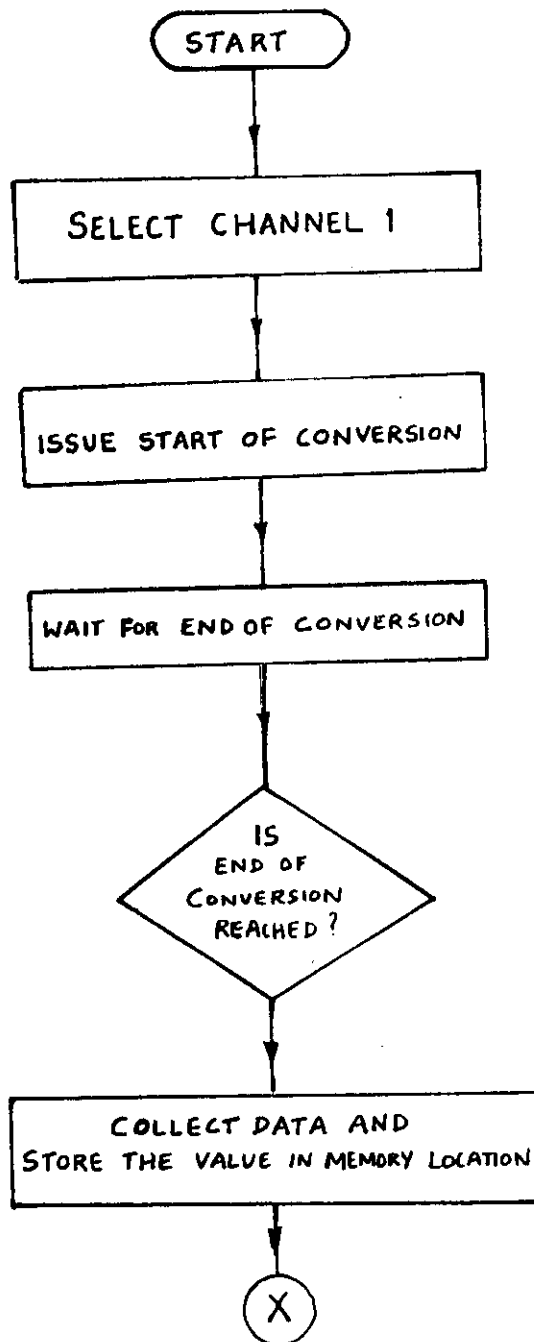 START
SELECT CHANNEL 1
ISSUE START OF CONVERSION
WAIT FOR END OF CONVERSION
IS
END OF
CONVERSION
REACHED?
COLLECT DATA AND
STORE THE VALUE IN MEMORY LOCATION
X